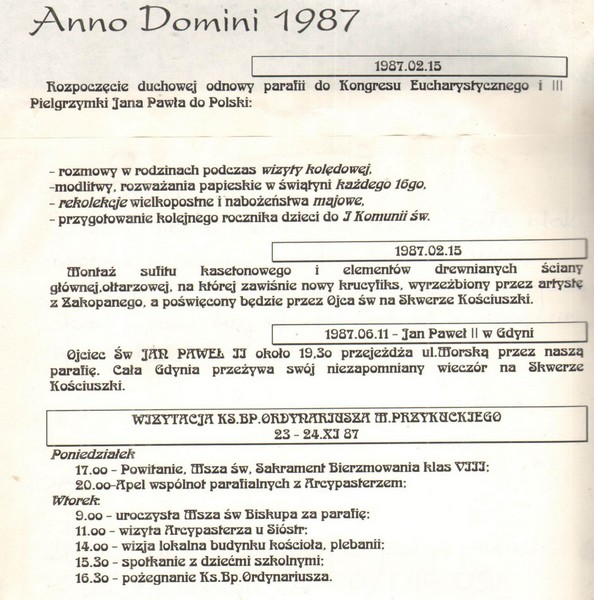 Anno Domini 1987
1987.02.15
Rozpoczęcie duchowej odnowy parafii do Kongresu Eucharystycznego i III
Pielgrzymki Jana Pawła do Polski:
- rozmowy w rodzinach podczas wizyty kolędowej,
-modlitwy, rozważania papieskie w świątyni każdego 16go,
- rekolekcje wielkopostne i nabożeństwa majowe,
- przygotowanie kolejnego rocznika dzieci do I Komunii św.
1987.02.15
Montaż sufitu kasetonowego i elementów drewnianych ściany
głównej,ołtarzowej, na której zawiśnie nowy krucyfiks, wyrzeźbiony przez artystę
z Zakopanego, a poświęcony będzie przez Ojca św na Skwerze Kościuszki.
1987.06.11 - Jan Paweł II w Gdyni
Ojciec Św JAN PAWEŁ II około 19,3o przejeżdża ul.Morską przez naszą
parafię. Cała Gdynia przeżywa swój niezapomniany wieczór na Skwerze
Kościuszki.
WIZYTACJA KS.BP.ORDYNARIUSZA M.PRZYKUCKIEGO
23 - 24.XI 87
Poniedziałek
17.oo - Powitanie, Msza św, Sakrament Bierzmowania klas VIII;
20.oo-Apel wspólnot parafialnych z Arcypasterzem;
Wtorek:
9.oo - uroczysta Msza św Biskupa za parafię;
11.oo - wizyta Arcypasterza u Sióstr;
14.oo - wizja lokalna budynku kościoła, plebanii;
15.3o - spotkanie z dziećmi szkolnymi;
16.3o - pożegnanie Ks.Bp.Ordynariusza.